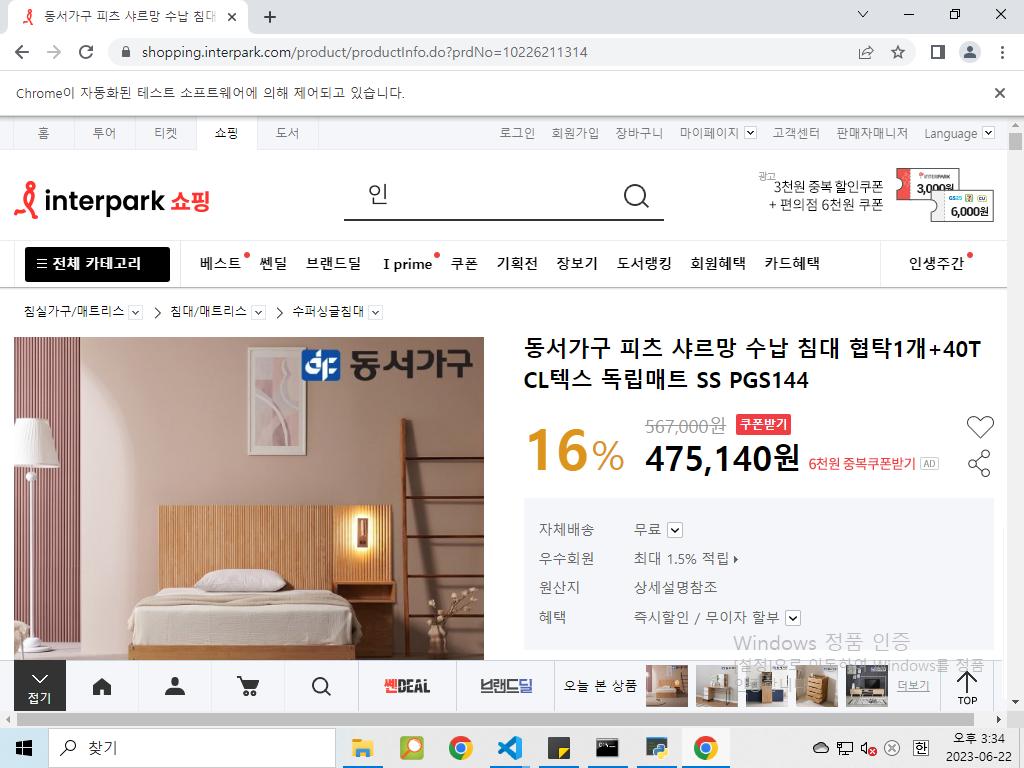 동서가구 피츠 샤르망 수납 침대
shopping.interpark.com/product/productInfo.do?prdNo=10226211314
Chrome이 자동화된 테스트 소프트웨어에 의해 제어되고 있습니다.
홈 투어 티켓 쇼핑 도서 로그인 회원가입 장바구니 마이페이지 고객센터 판매자매니저 Language
광고
interpark 쇼핑 인 3천원 중복 할인쿠폰 INTERPARK 3,000원
+ 편의점 6천원 쿠폰 GS25 CU 6,000원
전체 카테고리 베스트 쎈딜 브랜드딜 I prime 쿠폰 기획전 장보기 도서랭킹 회원혜택 카드혜택 인생주간
침실가구/매트리스 침대/매트리스 수퍼싱글침대
동서가구
동서가구 피츠 샤르망 수납 침대 협탁1개+40T
CL텍스 독립매트 SS PGS144
16% 567,000원 쿠폰받기
475,140원 6천원 중복쿠폰받기 AD
자체배송 무료
우수회원 최대 1.5% 적립
원산지 상세설명참조
혜택 즉시할인 / 무이자 할부
Windows 정품 인증
[설정]으로 이동하여 Windows를 정품
접기 쎈DEAL 브랜드딜 오늘 본 상품 더보기 TOP
찾기 한 오후 3:34
2023-06-22